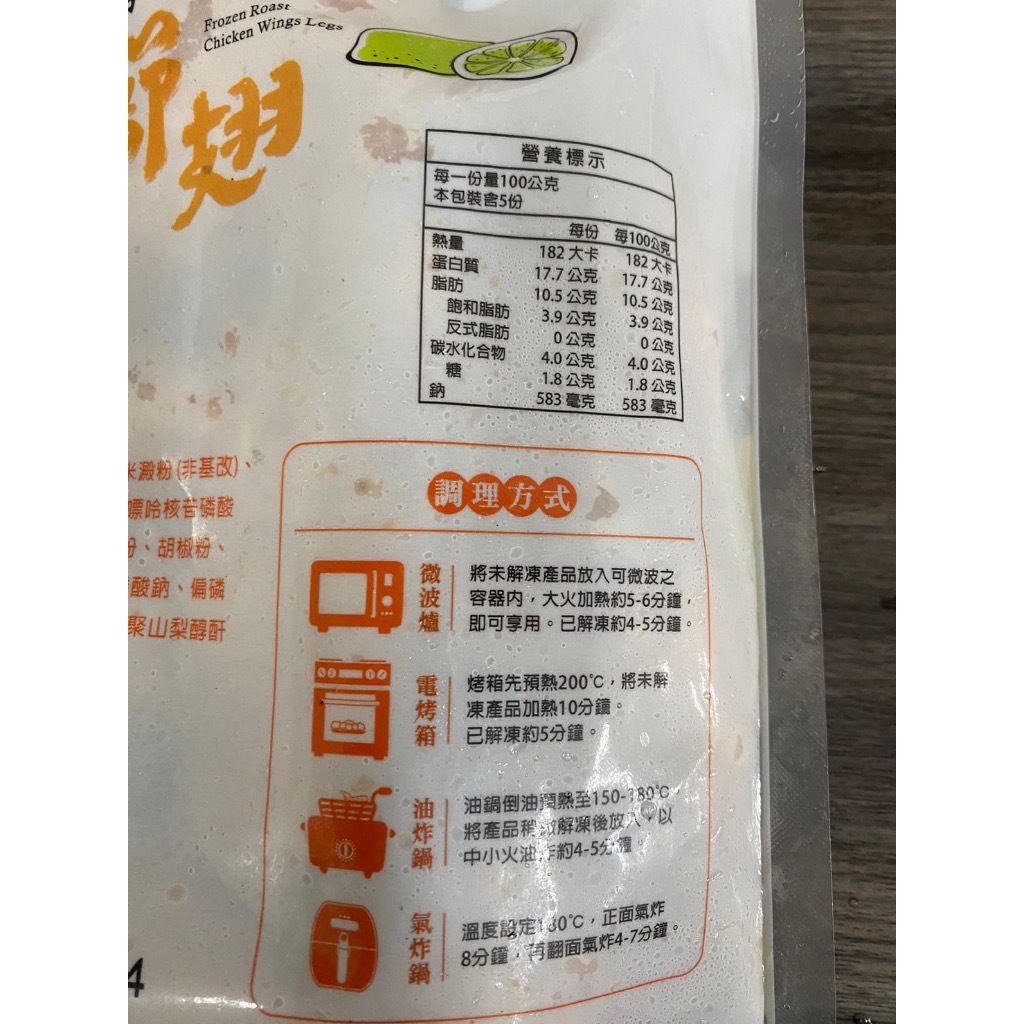 Frozen Roast
Chicken Wings Legs
節翅
營養標示
每一份量100公克
本包裝含5份
每份 每100公克
熱量 182 大卡 182 大卡
蛋白質 17.7 公克 17.7 公克
脂肪 10.5 公克 10.5 公克
飽和脂肪 3.9 公克 3.9 公克
反式脂肪 0 公克 0 公克
碳水化合物 4.0 公克 4.0 公克
糖 1.8 公克 1.8 公克
鈉 583 毫克 583 毫克
米澱粉(非基改)、
嘌呤核苷磷酸
粉、胡椒粉、
酸鈉、偏磷
聚山梨醇酐
調理方式
微波爐
將未解凍產品放入可微波之
容器內，大火加熱約5-6分鐘，
即可享用。已解凍約4-5分鐘。
電烤箱
烤箱先預熱200℃，將未解
凍產品加熱10分鐘。
已解凍約5分鐘。
油炸鍋
油鍋倒油預熱至150-180℃，
將產品稍微解凍後放入，以
中小火油炸約4-5分鐘。
氣炸鍋
溫度設定180℃，正面氣炸
8分鐘，再翻面氣炸4-7分鐘。
4